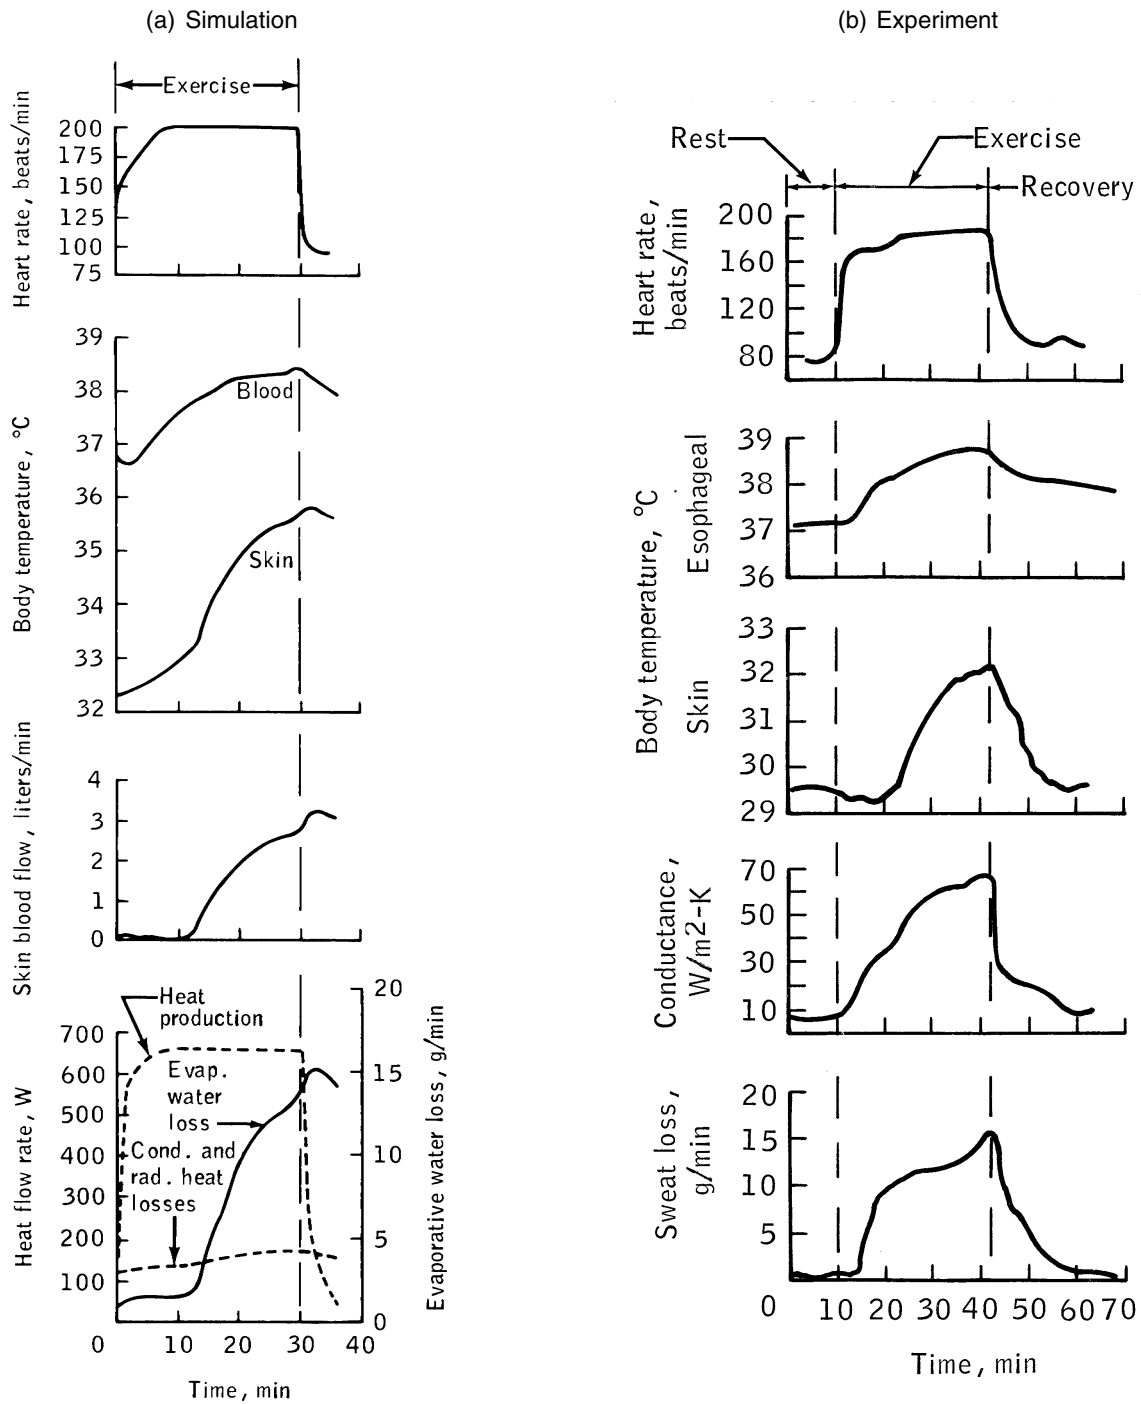 (a) Simulation
Exercise
Heart rate, beats/min
200
175
150
125
100
75
Body temperature, °C
39
38
37
36
35
34
33
32
Blood
Skin
Skin blood flow, liters/min
4
3
2
1
0
Heat flow rate, W
700
600
500
400
300
200
100
0
Heat
production
Evap.
water
loss
Cond. and
rad. heat
losses
20
15
10
5
0
Evaporative water loss, g/min
10
20
30
40
Time, min
(b) Experiment
Rest
Exercise
Recovery
Heart rate,
beats/min
200
160
120
80
Body temperature, °C
Esophageal
39
38
37
36
Skin
33
32
31
30
29
Conductance,
W/m2-K
70
50
30
10
Sweat loss,
g/min
20
15
10
5
0
10
20
30
40
50
60
70
Time, min